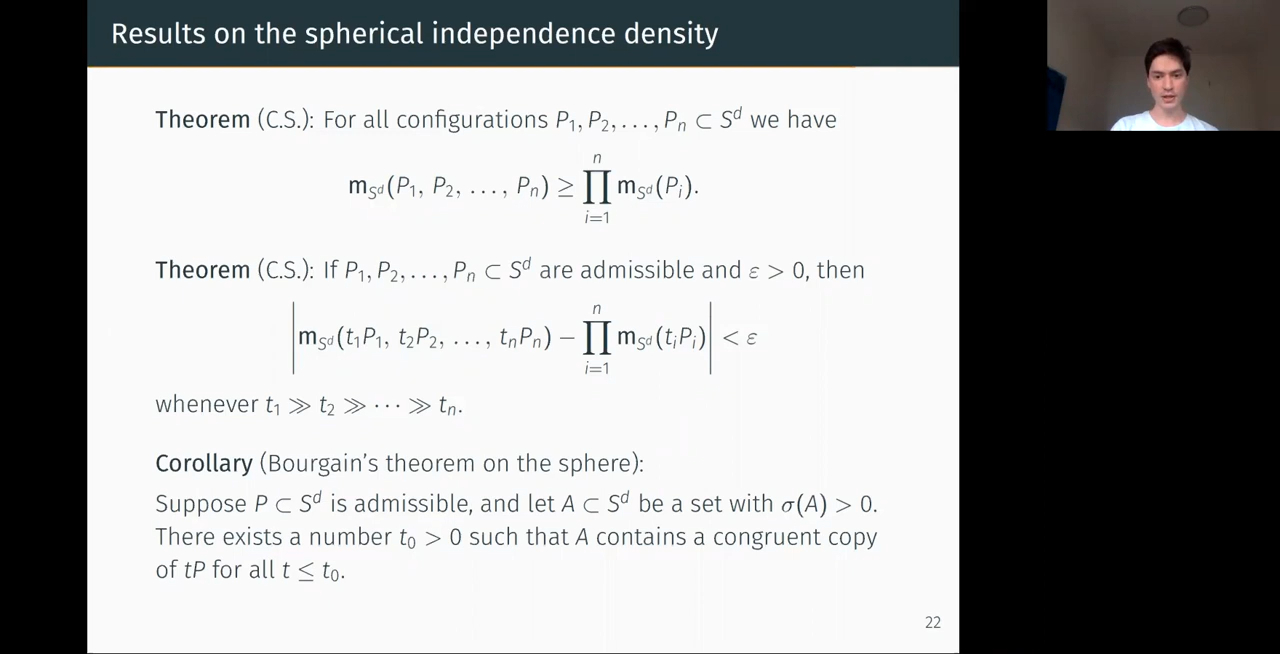 Results on the spherical independence density
Theorem (C.S.): For all configurations P₁, P₂, . . . , Pₙ ⊂ Sᵈ we have
m_{Sᵈ}(P₁, P₂, . . . , Pₙ) ≥ ∏_{i=1}^{n} m_{Sᵈ}(Pᵢ).
Theorem (C.S.): If P₁, P₂, . . . , Pₙ ⊂ Sᵈ are admissible and ε > 0, then
|m_{Sᵈ}(t₁P₁, t₂P₂, . . . , tₙPₙ) − ∏_{i=1}^{n} m_{Sᵈ}(tᵢPᵢ)| < ε
whenever t₁ ≫ t₂ ≫ · · · ≫ tₙ.
Corollary (Bourgain's theorem on the sphere):
Suppose P ⊂ Sᵈ is admissible, and let A ⊂ Sᵈ be a set with σ(A) > 0.
There exists a number t₀ > 0 such that A contains a congruent copy
of tP for all t ≤ t₀.
22